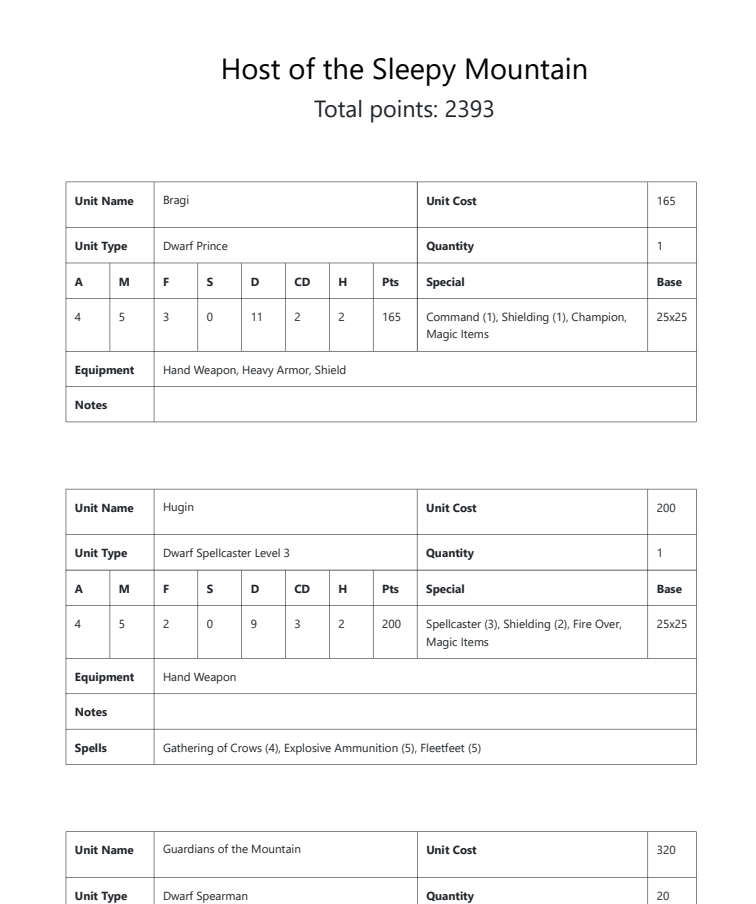 Host of the Sleepy Mountain
Total points: 2393
Unit Name Bragi Unit Cost 165
Unit Type Dwarf Prince Quantity 1
A M F S D CD H Pts Special Base
4 5 3 0 11 2 2 165 Command (1), Shielding (1), Champion, 25x25
Magic Items
Equipment Hand Weapon, Heavy Armor, Shield
Notes
Unit Name Hugin Unit Cost 200
Unit Type Dwarf Spellcaster Level 3 Quantity 1
A M F S D CD H Pts Special Base
4 5 2 0 9 3 2 200 Spellcaster (3), Shielding (2), Fire Over, 25x25
Magic Items
Equipment Hand Weapon
Notes
Spells Gathering of Crows (4), Explosive Ammunition (5), Fleetfeet (5)
Unit Name Guardians of the Mountain Unit Cost 320
Unit Type Dwarf Spearman Quantity 20